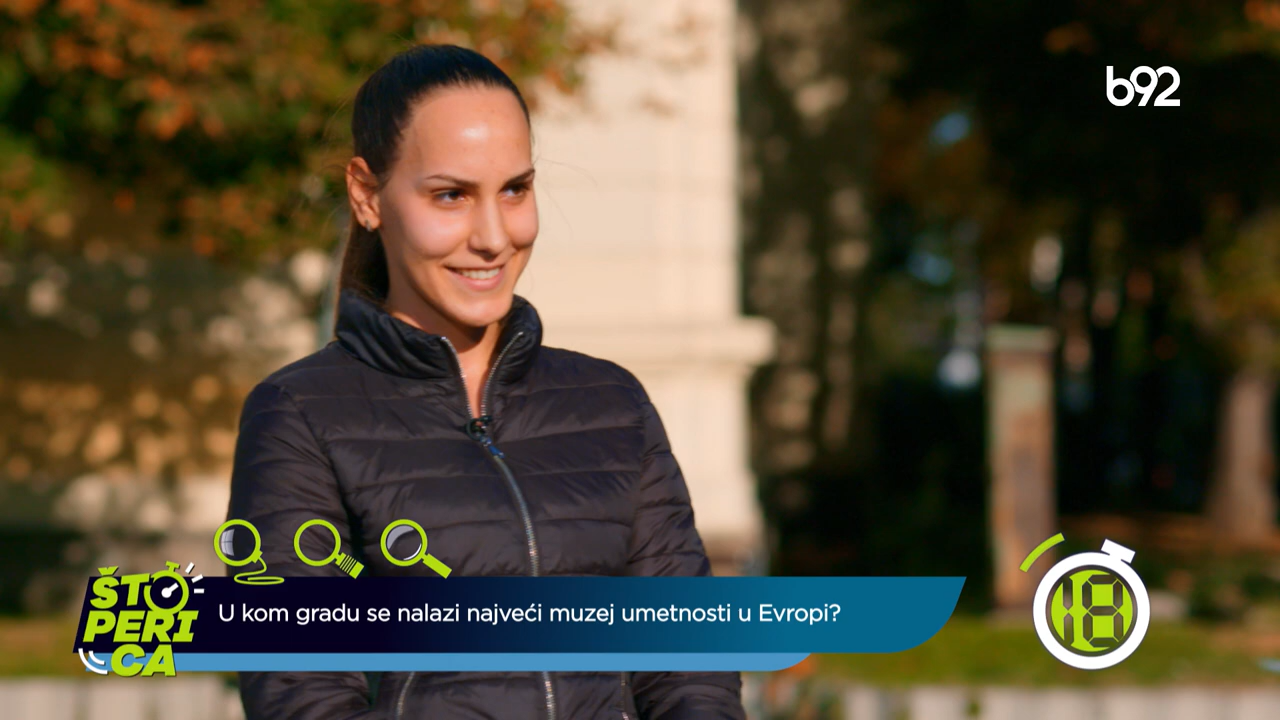 b92
ŠTO
PERI
CA
U kom gradu se nalazi najveći muzej umetnosti u Evropi?
18